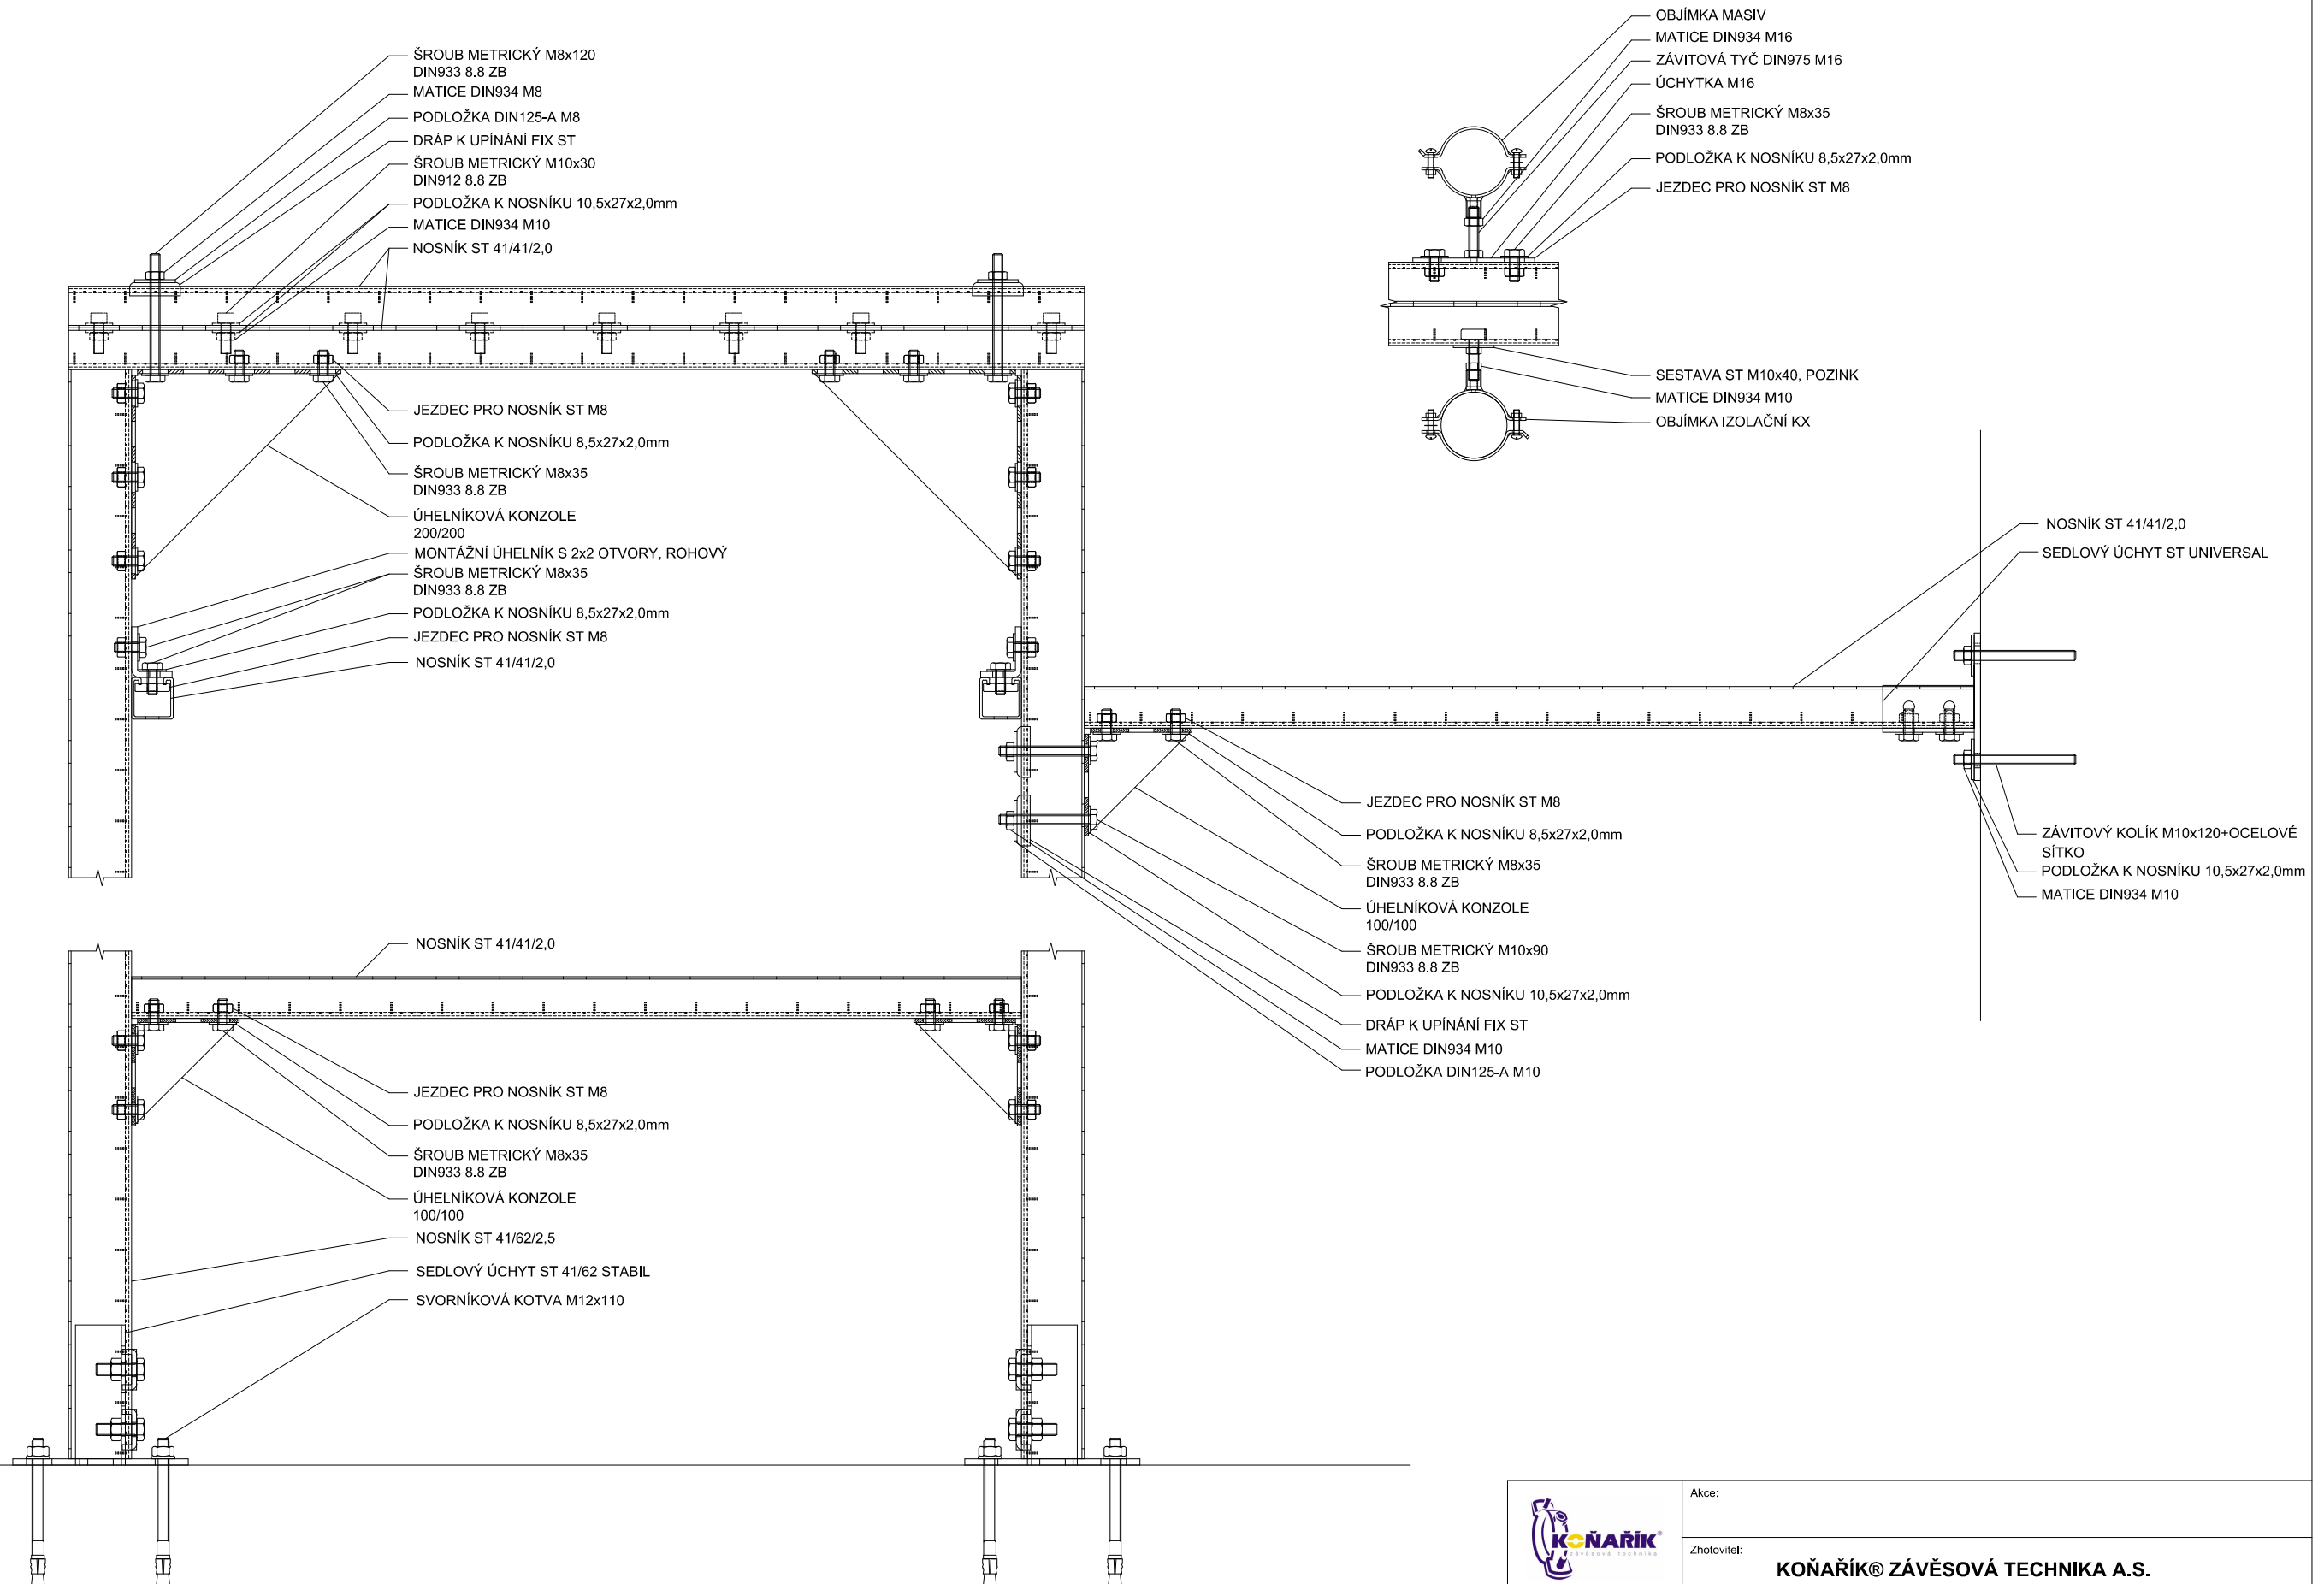 ŠROUB METRICKÝ M8x120
DIN933 8.8 ZB
MATICE DIN934 M8
PODLOŽKA DIN125-A M8
DRÁP K UPÍNÁNÍ FIX ST
ŠROUB METRICKÝ M10x30
DIN912 8.8 ZB
PODLOŽKA K NOSNÍKU 10,5x27x2,0mm
MATICE DIN934 M10
NOSNÍK ST 41/41/2,0
JEZDEC PRO NOSNÍK ST M8
PODLOŽKA K NOSNÍKU 8,5x27x2,0mm
ŠROUB METRICKÝ M8x35
DIN933 8.8 ZB
ÚHELNÍKOVÁ KONZOLE
200/200
MONTÁŽNÍ ÚHELNÍK S 2x2 OTVORY, ROHOVÝ
ŠROUB METRICKÝ M8x35
DIN933 8.8 ZB
PODLOŽKA K NOSNÍKU 8,5x27x2,0mm
JEZDEC PRO NOSNÍK ST M8
NOSNÍK ST 41/41/2,0
OBJÍMKA MASIV
MATICE DIN934 M16
ZÁVITOVÁ TYČ DIN975 M16
ÚCHYTKA M16
ŠROUB METRICKÝ M8x35
DIN933 8.8 ZB
PODLOŽKA K NOSNÍKU 8,5x27x2,0mm
JEZDEC PRO NOSNÍK ST M8
SESTAVA ST M10x40, POZINK
MATICE DIN934 M10
OBJÍMKA IZOLAČNÍ KX
NOSNÍK ST 41/41/2,0
SEDLOVÝ ÚCHYT ST UNIVERSAL
ZÁVITOVÝ KOLÍK M10x120+OCELOVÉ
SÍTKO
PODLOŽKA K NOSNÍKU 10,5x27x2,0mm
MATICE DIN934 M10
JEZDEC PRO NOSNÍK ST M8
PODLOŽKA K NOSNÍKU 8,5x27x2,0mm
ŠROUB METRICKÝ M8x35
DIN933 8.8 ZB
ÚHELNÍKOVÁ KONZOLE
100/100
ŠROUB METRICKÝ M10x90
DIN933 8.8 ZB
PODLOŽKA K NOSNÍKU 10,5x27x2,0mm
DRÁP K UPÍNÁNÍ FIX ST
MATICE DIN934 M10
PODLOŽKA DIN125-A M10
NOSNÍK ST 41/41/2,0
JEZDEC PRO NOSNÍK ST M8
PODLOŽKA K NOSNÍKU 8,5x27x2,0mm
ŠROUB METRICKÝ M8x35
DIN933 8.8 ZB
ÚHELNÍKOVÁ KONZOLE
100/100
NOSNÍK ST 41/62/2,5
SEDLOVÝ ÚCHYT ST 41/62 STABIL
SVORNÍKOVÁ KOTVA M12x110
KOŇAŘÍK®
závěsová technika
Akce:
Zhotovitel:
KOŇAŘÍK® ZÁVĚSOVÁ TECHNIKA A.S.